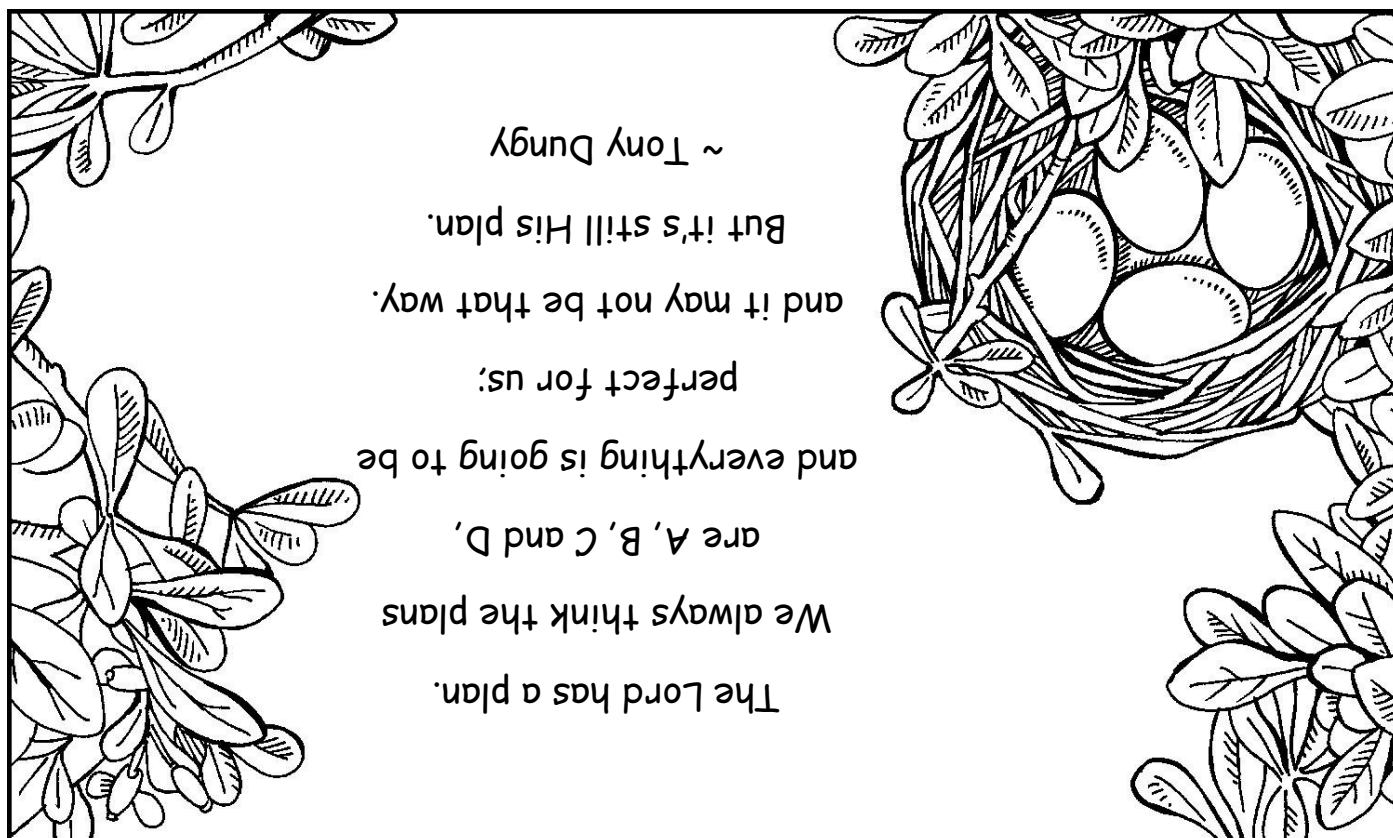 The Lord has a plan.
We always think the plans
are A, B, C and D,
and everything is going to be
perfect for us;
and it may not be that way.
But it's still His plan.
~ Tony Dungy